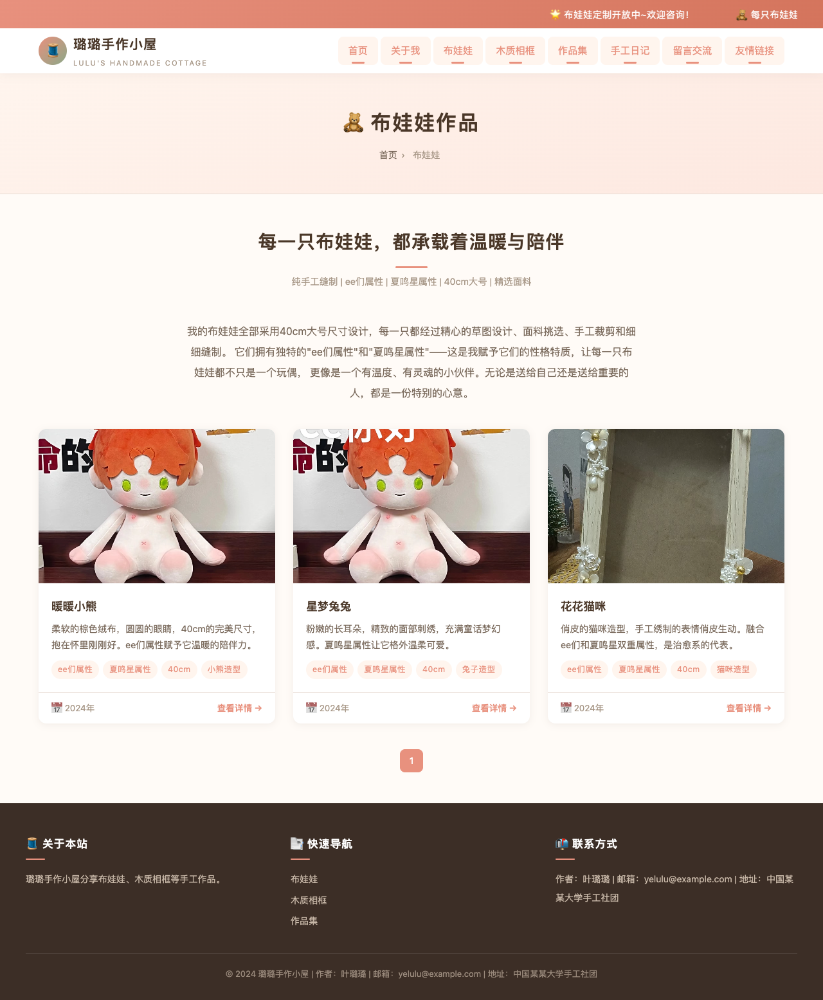 🌟 布娃娃定制开放中~欢迎咨询！
🧸 每只布娃娃
璐璐手作小屋
LULU'S HANDMADE COTTAGE
首页
关于我
布娃娃
木质相框
作品集
手工日记
留言交流
友情链接
🧸 布娃娃作品
首页 › 布娃娃
每一只布娃娃，都承载着温暖与陪伴
纯手工缝制 | ee们属性 | 夏鸣星属性 | 40cm大号 | 精选面料
我的布娃娃全部采用40cm大号尺寸设计，每一只都经过精心的草图设计、面料挑选、手工裁剪和细
细缝制。 它们拥有独特的"ee们属性"和"夏鸣星属性"——这是我赋予它们的性格特质，让每一只布
娃娃都不只是一个玩偶， 更像是一个有温度、有灵魂的小伙伴。无论是送给自己还是送给重要的
人，都是一份特别的心意。
命的
ee你好
命的
暖暖小熊
柔软的棕色绒布，圆圆的眼睛，40cm的完美尺寸，
抱在怀里刚刚好。ee们属性赋予它温暖的陪伴力。
ee们属性
夏鸣星属性
40cm
小熊造型
📅 2024年
查看详情 →
星梦兔兔
粉嫩的长耳朵，精致的面部刺绣，充满童话梦幻
感。夏鸣星属性让它格外温柔可爱。
ee们属性
夏鸣星属性
40cm
兔子造型
📅 2024年
查看详情 →
花花猫咪
俏皮的猫咪造型，手工绣制的表情俏皮生动。融合
ee们和夏鸣星双重属性，是治愈系的代表。
ee们属性
夏鸣星属性
40cm
猫咪造型
📅 2024年
查看详情 →
1
🧵 关于本站
璐璐手作小屋分享布娃娃、木质相框等手工作品。
📑 快速导航
布娃娃
木质相框
作品集
📬 联系方式
作者：叶璐璐 | 邮箱：yelulu@example.com | 地址：中国某
某大学手工社团
© 2024 璐璐手作小屋 | 作者：叶璐璐 | 邮箱：yelulu@example.com | 地址：中国某某大学手工社团